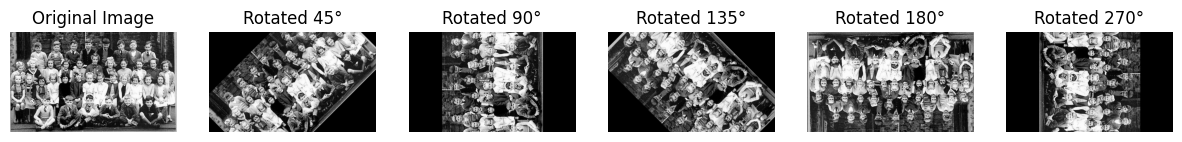 Original Image
Rotated 45°
Rotated 90°
Rotated 135°
Rotated 180°
Rotated 270°